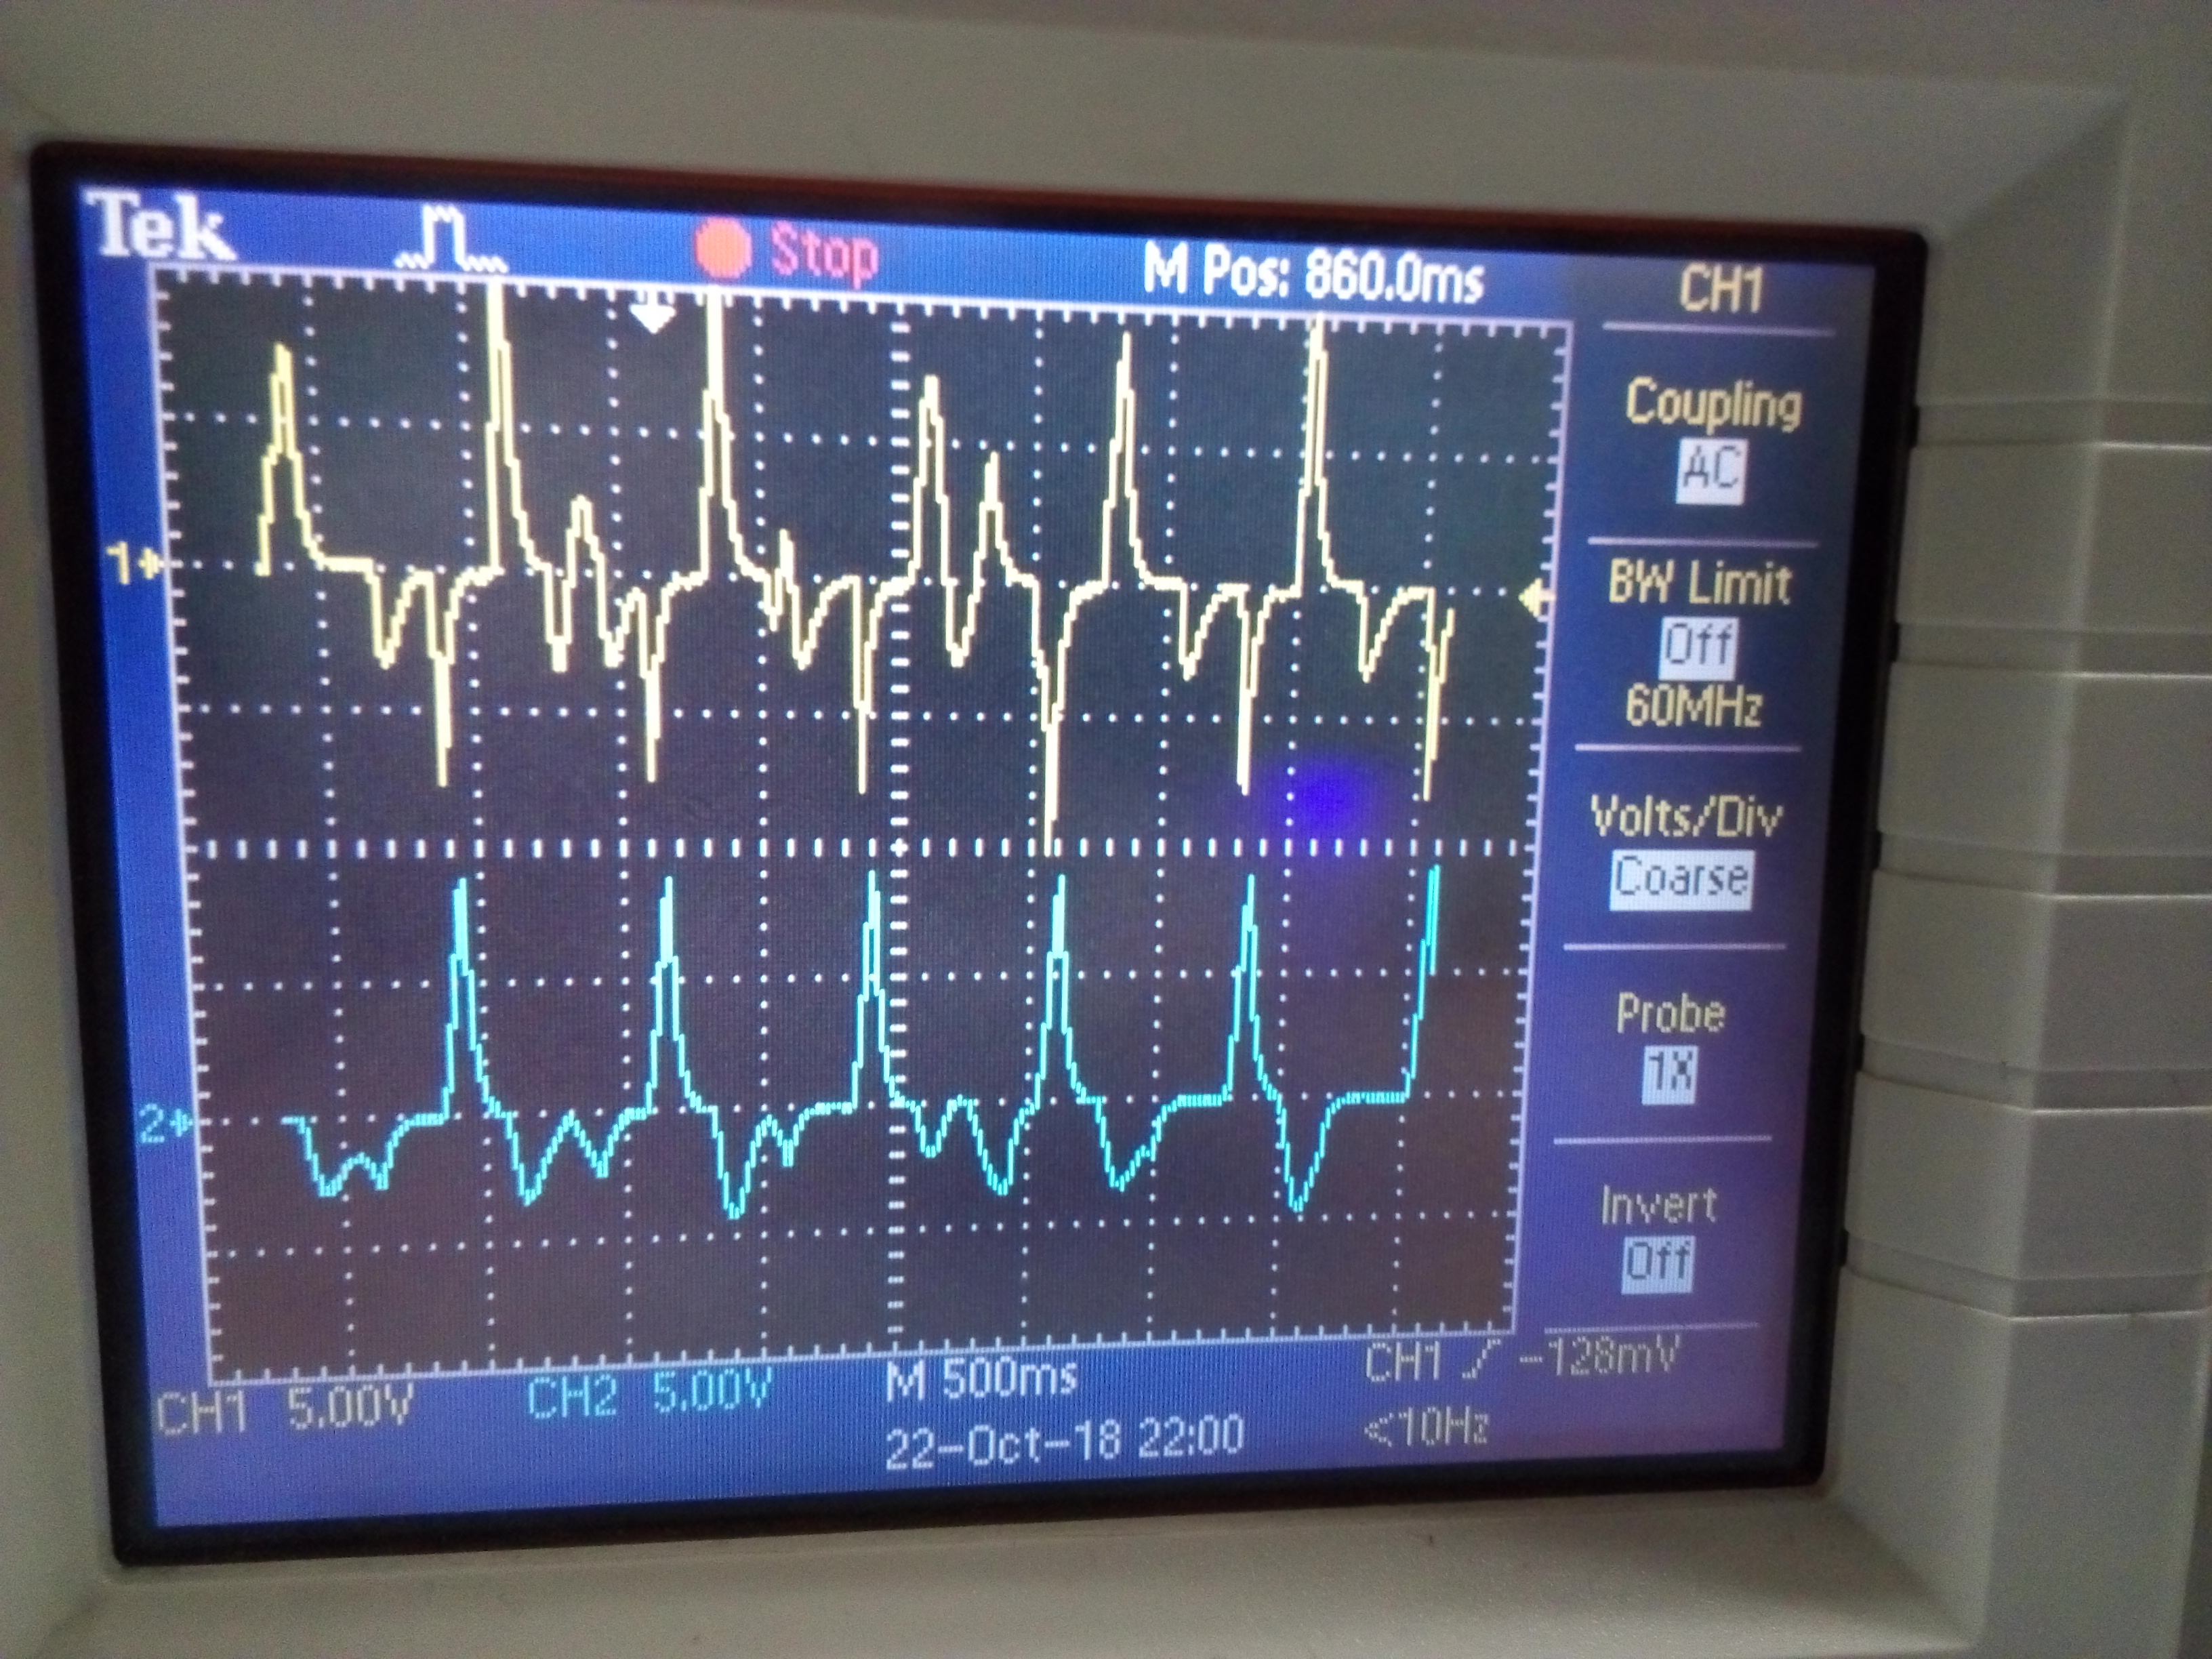 Tek Stop M Pos: 860.0ms CH1
Coupling
AC
BW Limit
Off
60MHz
Volts/Div
Coarse
Probe
1X
Invert
Off
1
2
CH1 5.00V CH2 5.00V M 500ms CH1 -128mV
22-Oct-18 22:00 <10Hz